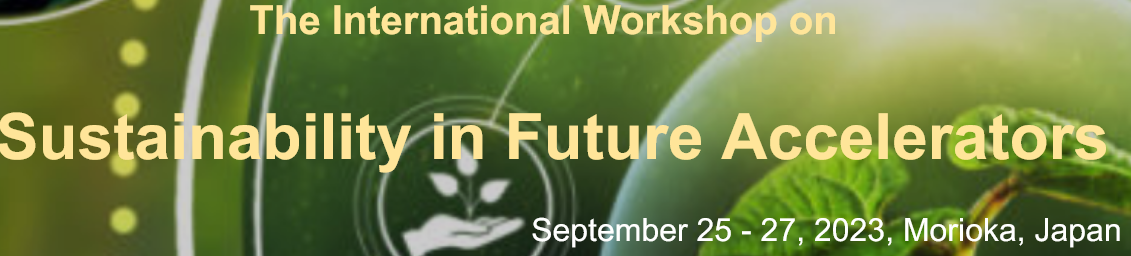 The International Workshop on
Sustainability in Future Accelerators
September 25 - 27, 2023, Morioka, Japan